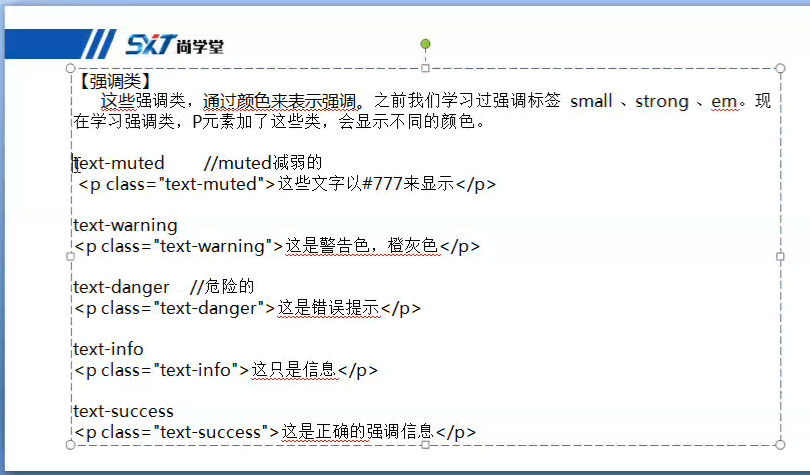 SXT尚学堂
【强调类】
这些强调类，通过颜色来表示强调。之前我们学习过强调标签 small 、strong 、em。现
在学习强调类，P元素加了这些类，会显示不同的颜色。
text-muted //muted减弱的
<p class="text-muted">这些文字以#777来显示</p>
text-warning
<p class="text-warning">这是警告色，橙灰色</p>
text-danger //危险的
<p class="text-danger">这是错误提示</p>
text-info
<p class="text-info">这只是信息</p>
text-success
<p class="text-success">这是正确的强调信息</p>